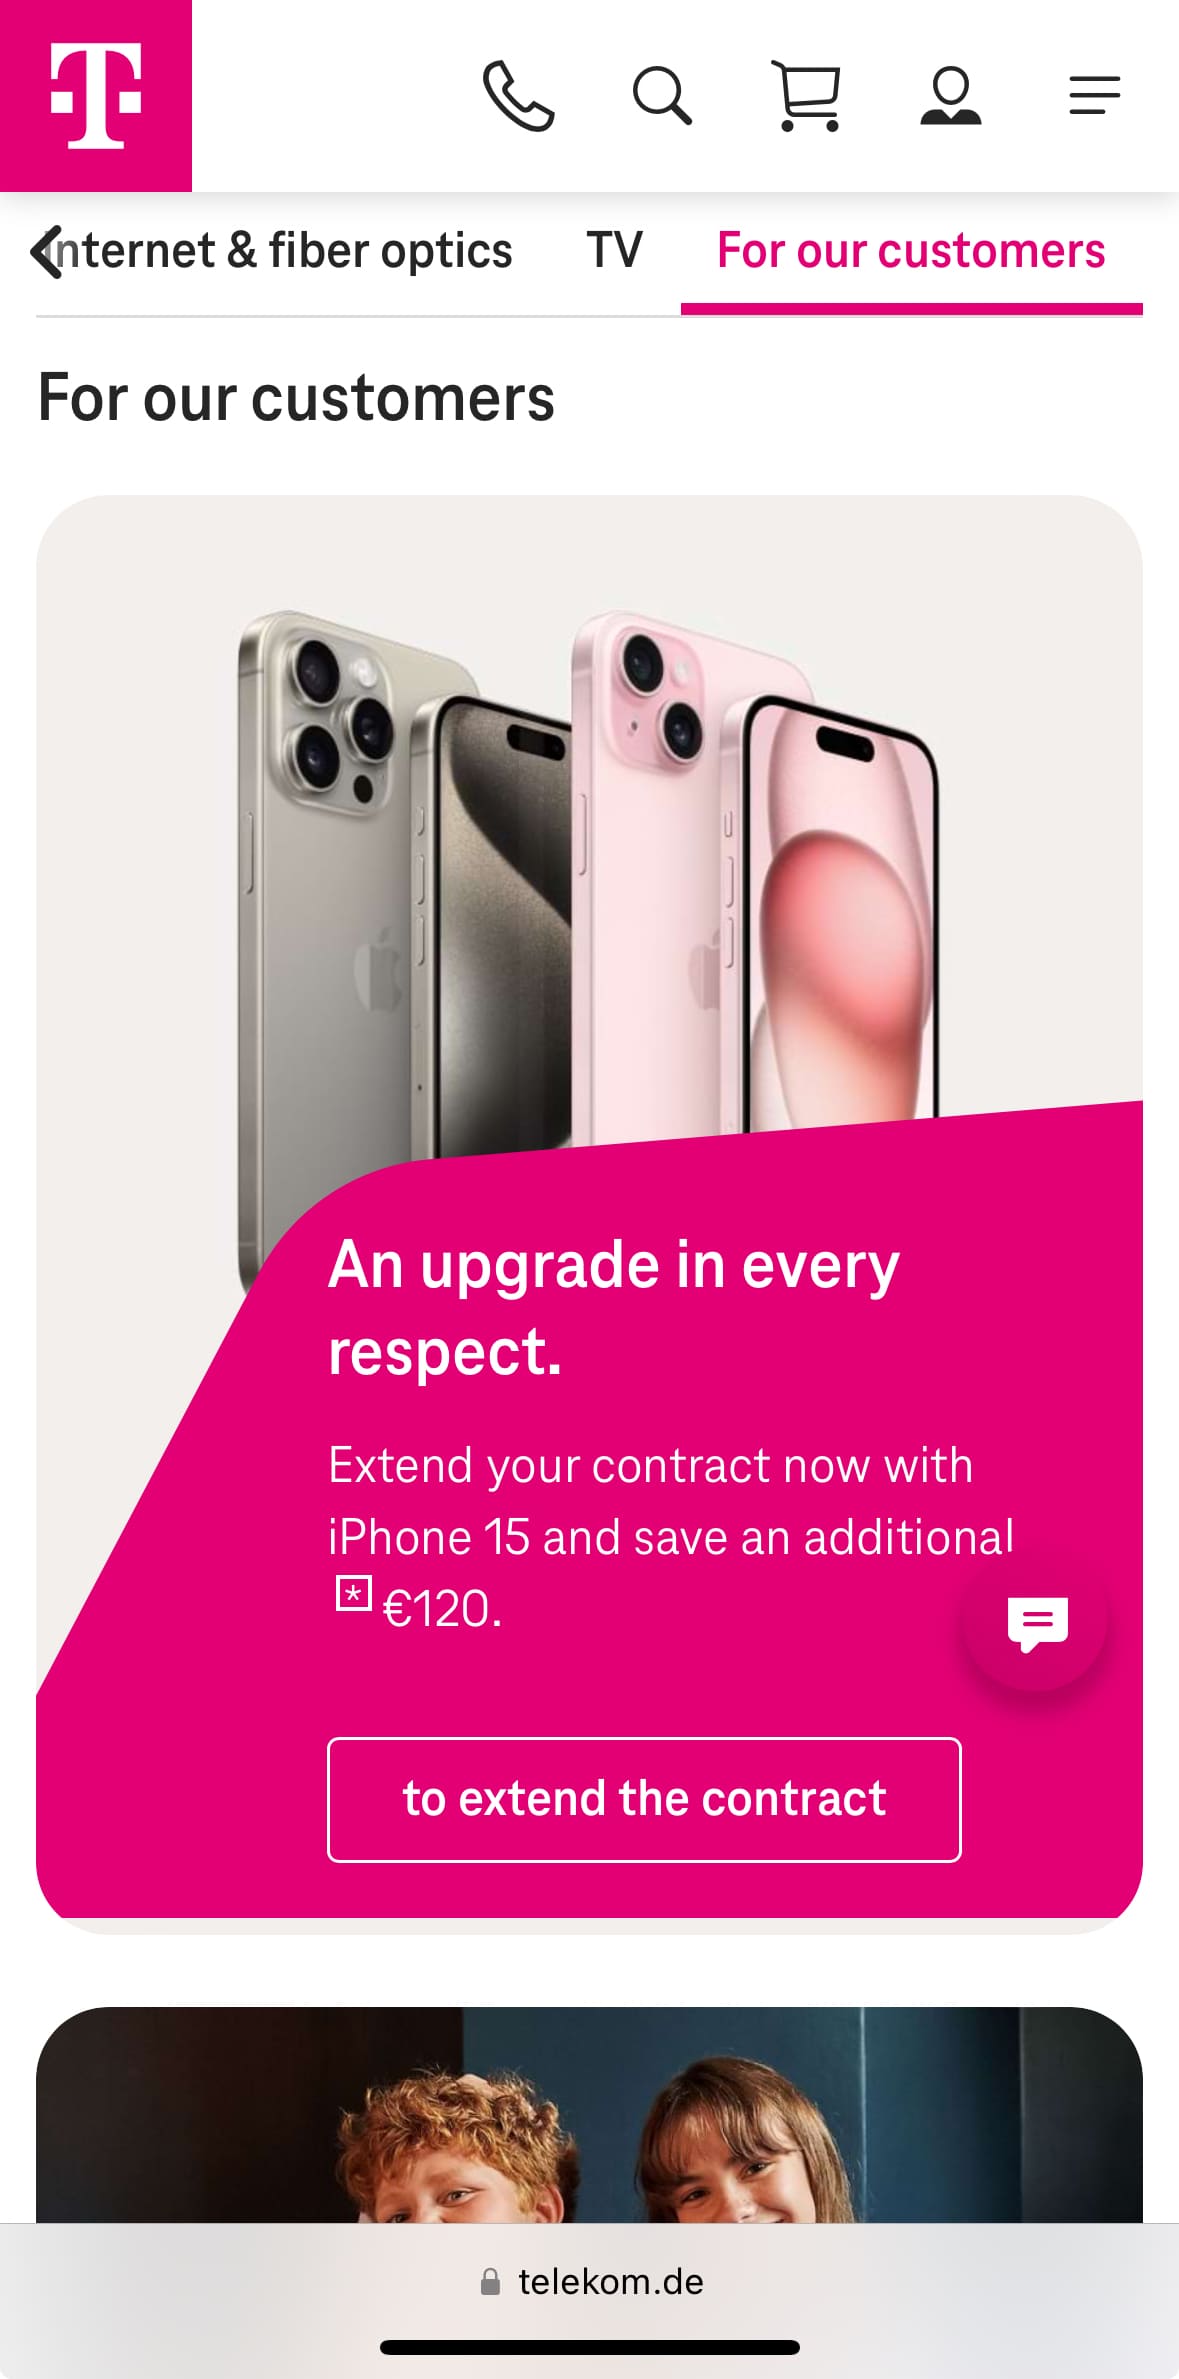 T
Internet & fiber optics
TV
For our customers
For our customers
An upgrade in every
respect.
Extend your contract now with
iPhone 15 and save an additional
* €120.
to extend the contract
telekom.de